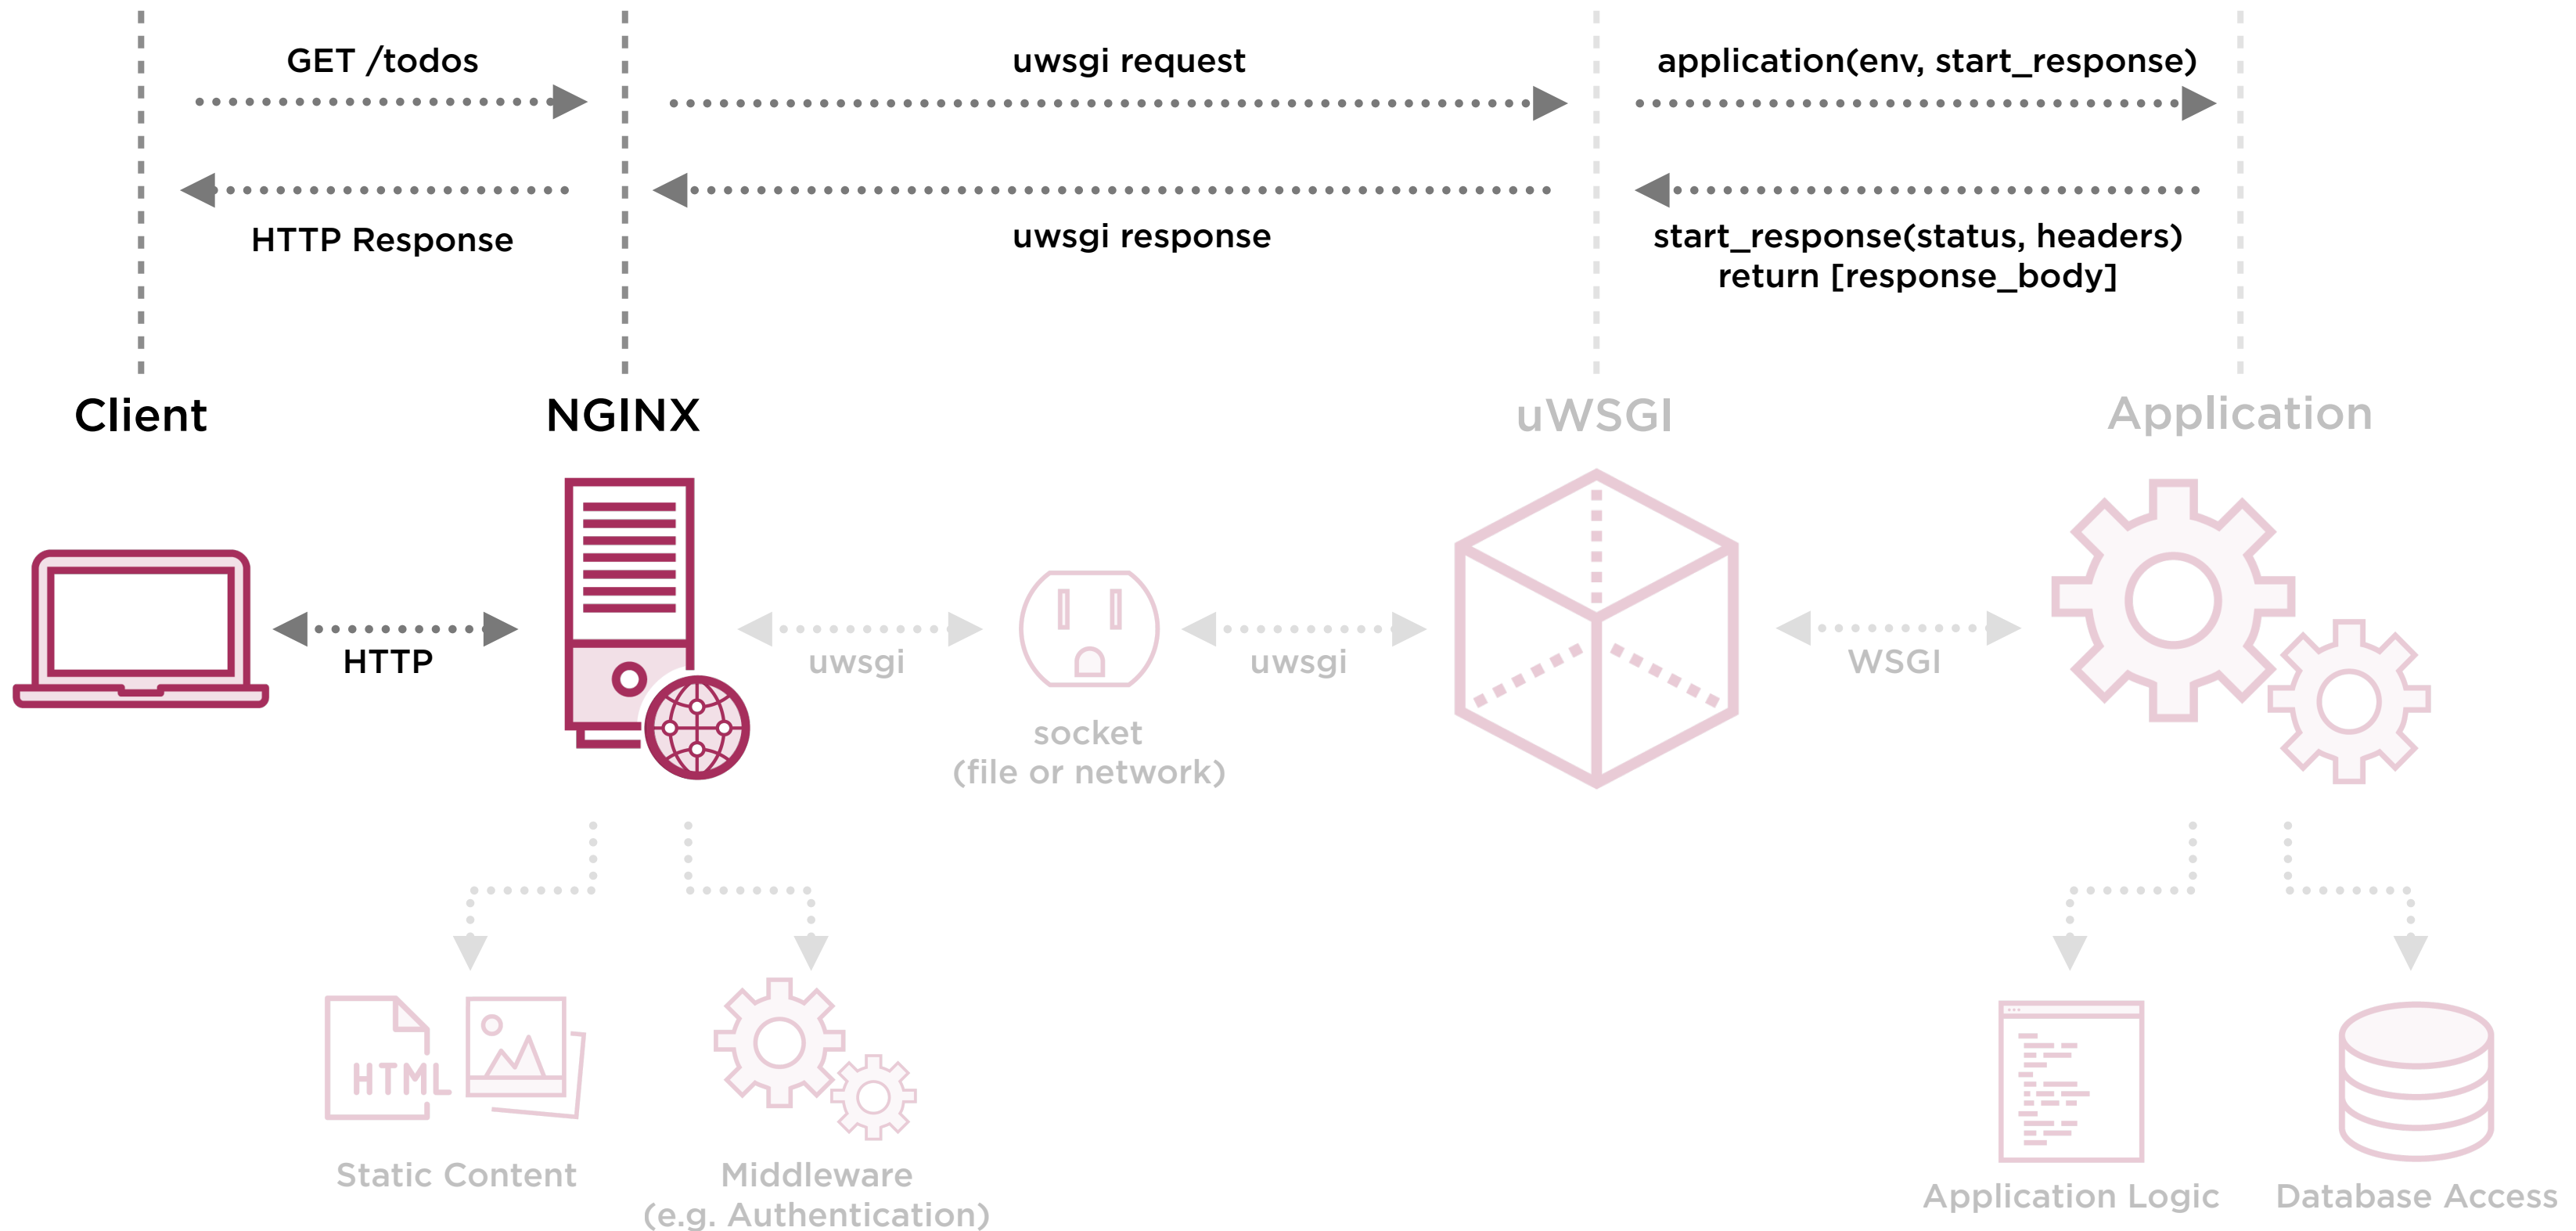 GET /todos
uwsgi request
application(env, start_response)
HTTP Response
uwsgi response
start_response(status, headers)
return [response_body]
Client
NGINX
uWSGI
Application
HTTP
uwsgi
uwsgi
WSGI
socket
(file or network)
HTML
Static Content
Middleware
(e.g. Authentication)
Application Logic
Database Access